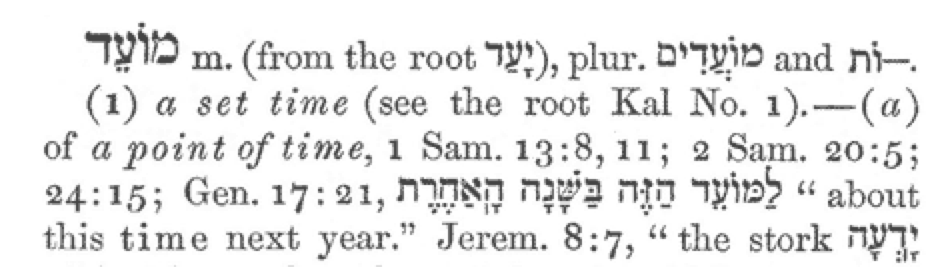 מוֹעֵד m. (from the root יָעַד), plur. מוֹעֲדִים and וֹת–.
(1) a set time (see the root Kal No. 1).—(a)
of a point of time, 1 Sam. 13:8, 11; 2 Sam. 20:5;
24:15; Gen. 17:21, לַמּוֹעֵד הַזֶּה בַּשָּׁנָה הָאַחֶרֶת “about
this time next year.” Jerem. 8:7, “the stork יָדְעָה